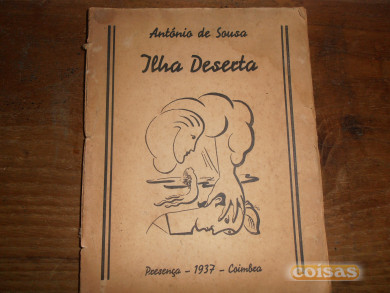 António de Sousa
Ilha Deserta
Presença - 1937 - Coimbra
coisas